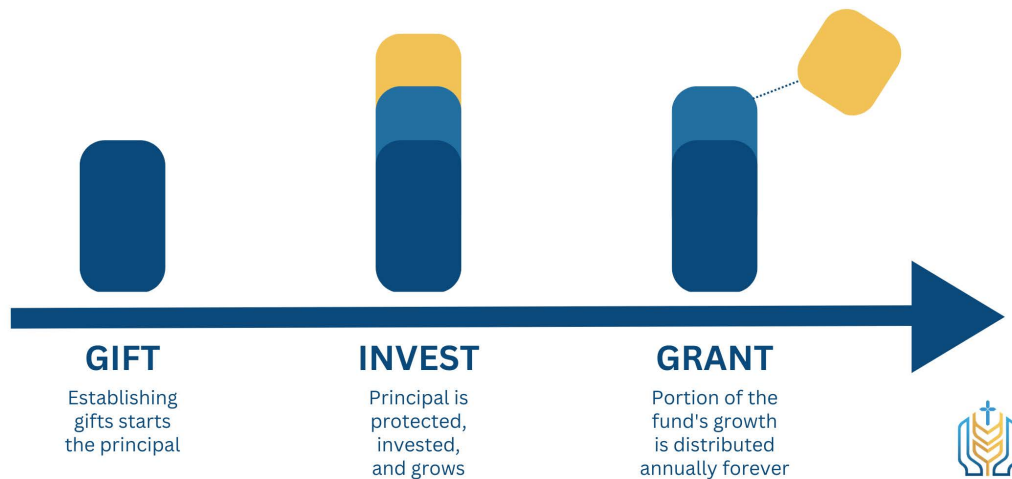 GIFT
Establishing
gifts starts
the principal
INVEST
Principal is
protected,
invested,
and grows
GRANT
Portion of the
fund's growth
is distributed
annually forever